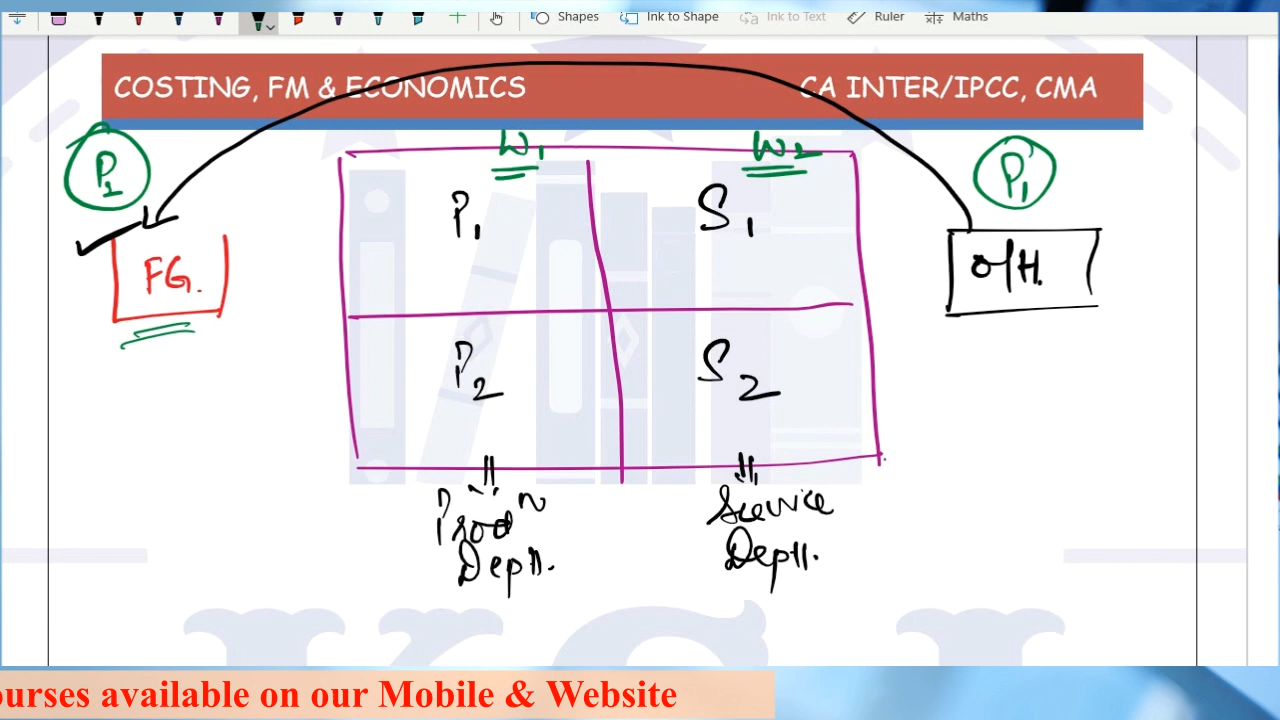 Shapes Ink to Shape Ink to Text Ruler Maths
COSTING, FM & ECONOMICS CA INTER/IPCC, CMA
W1 W2
P2 P1
P1 S1
FG. O/H.
P2 S2
Prodn Service
Deptt. Deptt.
ourses available on our Mobile & Website